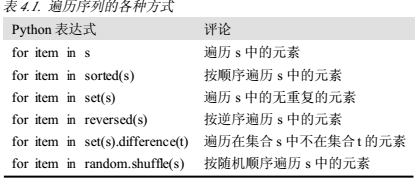 表 4.1. 遍历序列的各种方式
Python 表达式 评论
for item in s 遍历 s 中的元素
for item in sorted(s) 按顺序遍历 s 中的元素
for item in set(s) 遍历 s 中的无重复的元素
for item in reversed(s) 按逆序遍历 s 中的元素
for item in set(s).difference(t) 遍历在集合 s 中不在集合 t 的元素
for item in random.shuffle(s) 按随机顺序遍历 s 中的元素